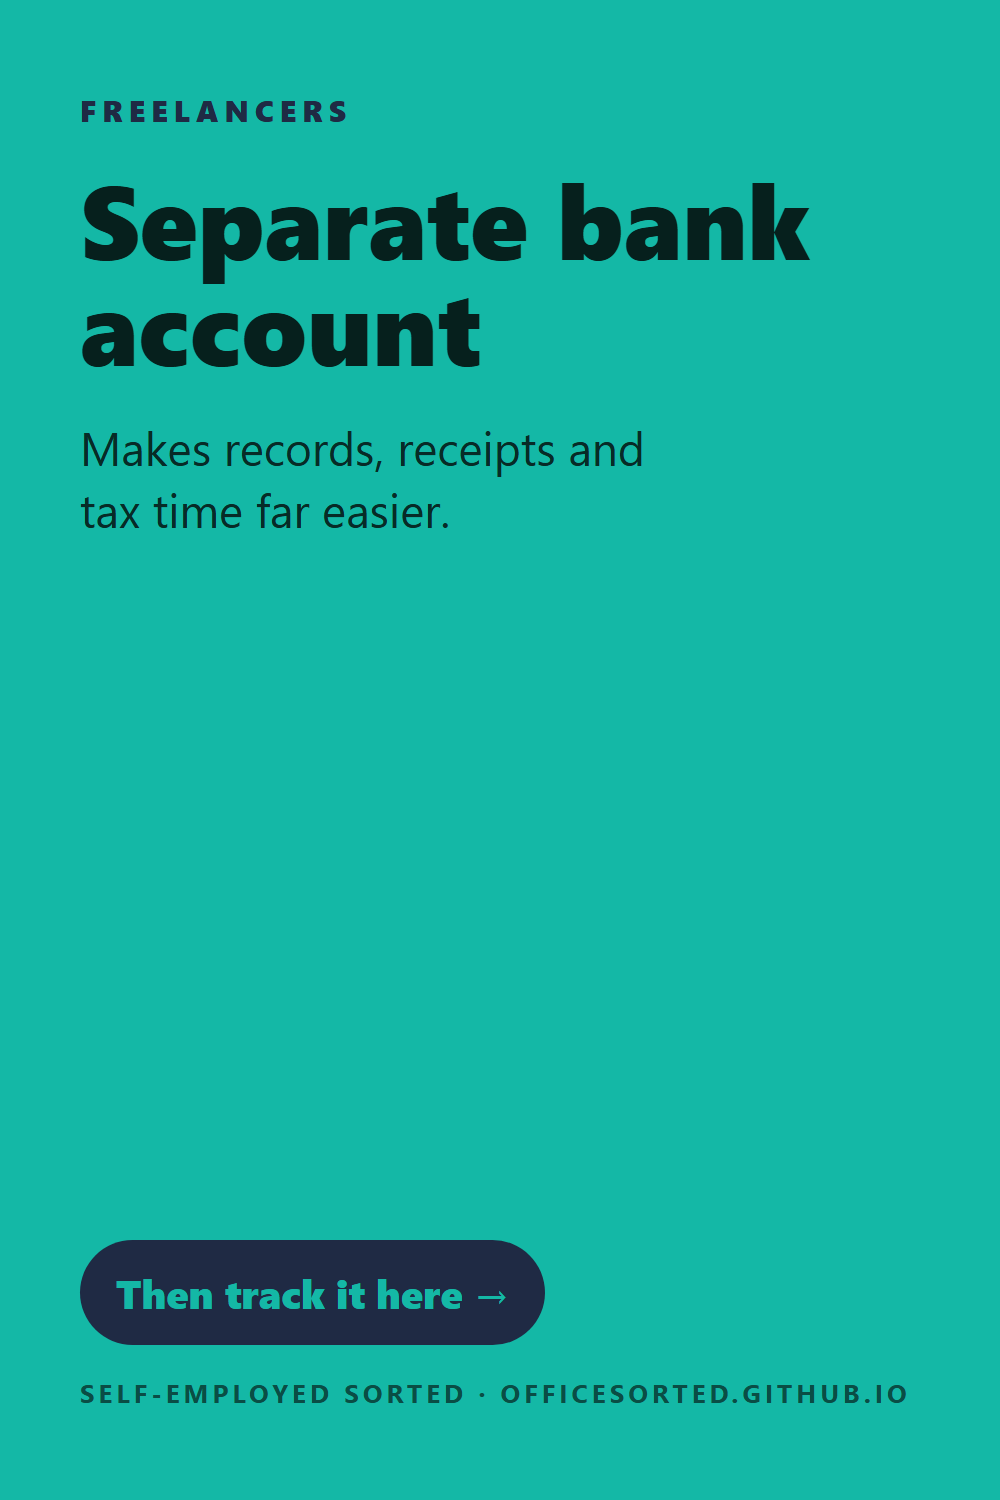 FREELANCERS
Separate bank
account
Makes records, receipts and
tax time far easier.
Then track it here →
SELF-EMPLOYED SORTED · OFFICESORTED.GITHUB.IO